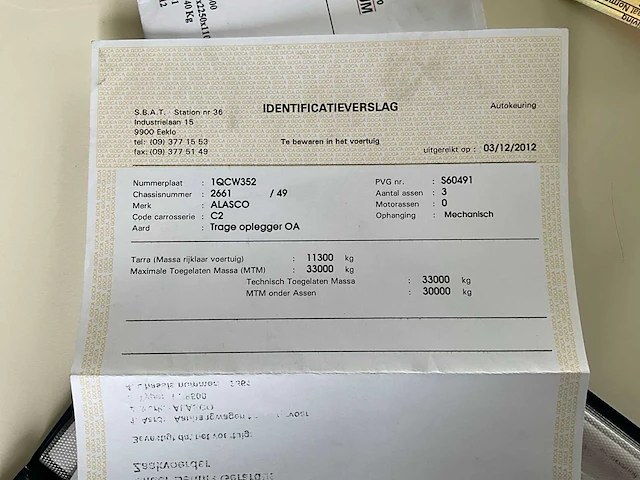 IDENTIFICATIEVERSLAG
Autokeuring
S.B.A.T. Station nr 36
Industrielaan 15
9900 Eeklo
tel: (09) 377 15 53
fax: (09) 377 51 49
Te bewaren in het voertuig
uitgereikt op : 03/12/2012
Nummerplaat : 1QCW352
Chassisnummer : 2661 / 49
Merk : ALASCO
Code carrosserie : C2
Aard : Trage oplegger OA
PVG nr. : S60491
Aantal assen : 3
Motorassen : 0
Ophanging : Mechanisch
Tarra (Massa rijklaar voertuig) : 11300 kg
Maximale Toegelaten Massa (MTM) : 33000 kg
Technisch Toegelaten Massa : 33000 kg
MTM onder Assen : 30000 kg
Zaakvoerder